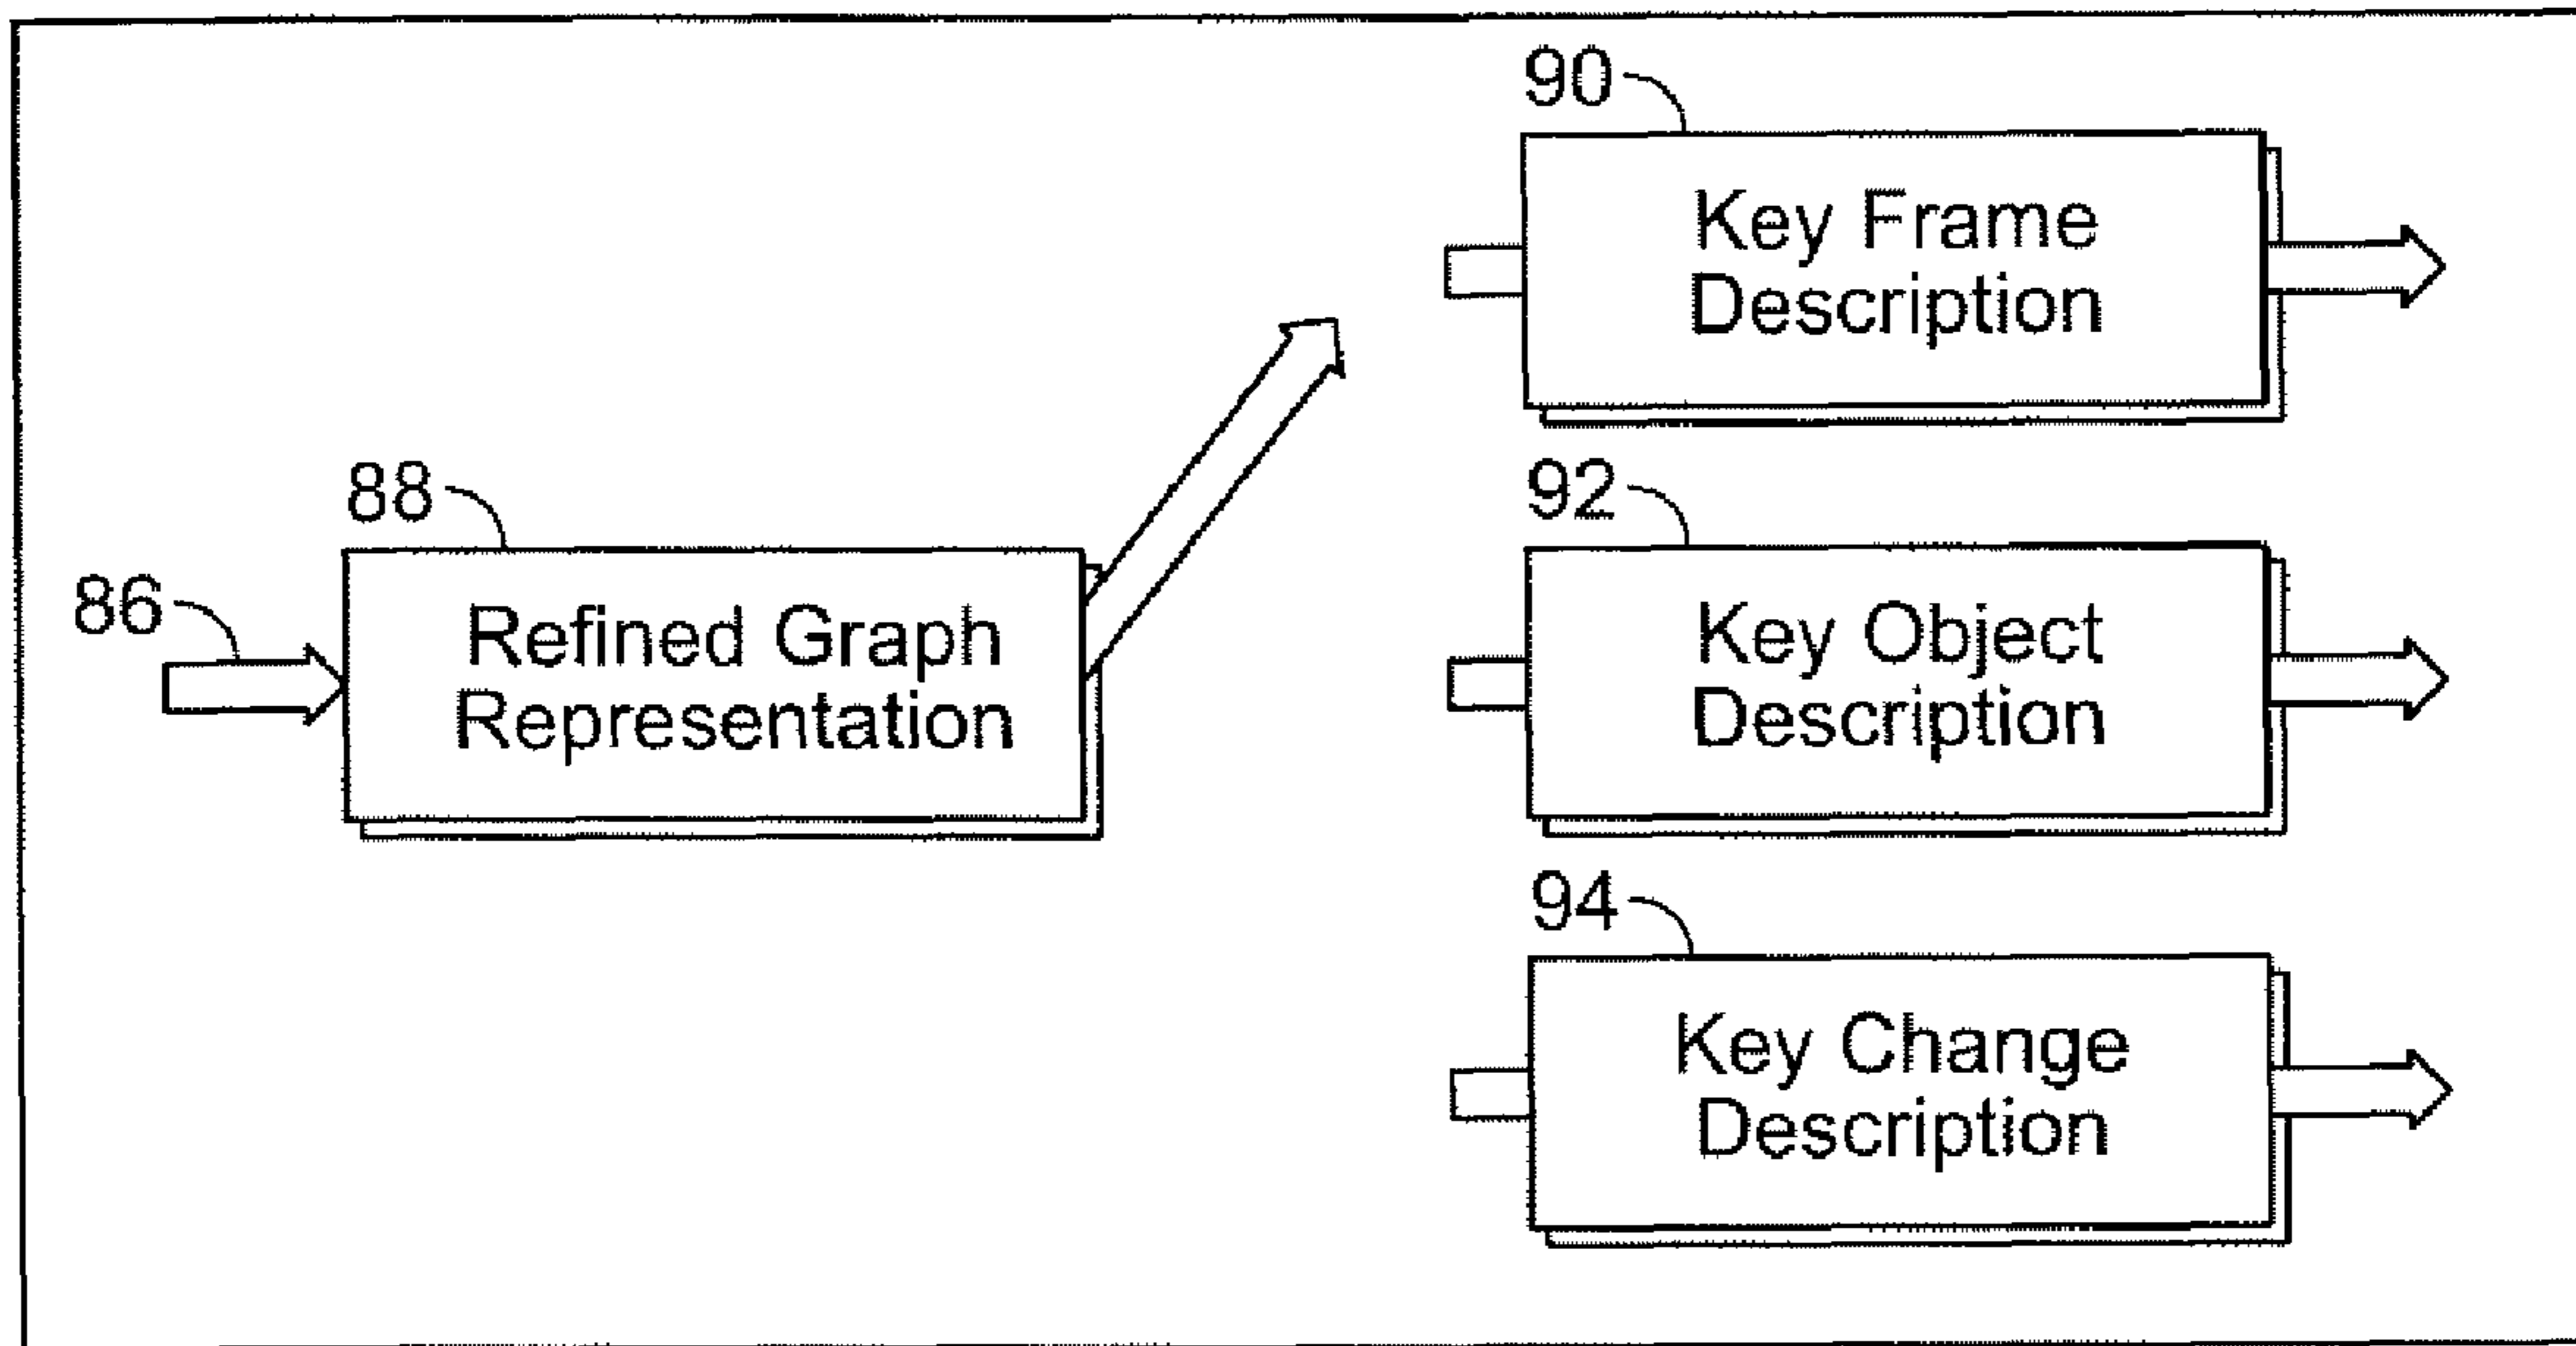 86
88
Refined Graph
Representation
90
Key Frame
Description
92
Key Object
Description
94
Key Change
Description